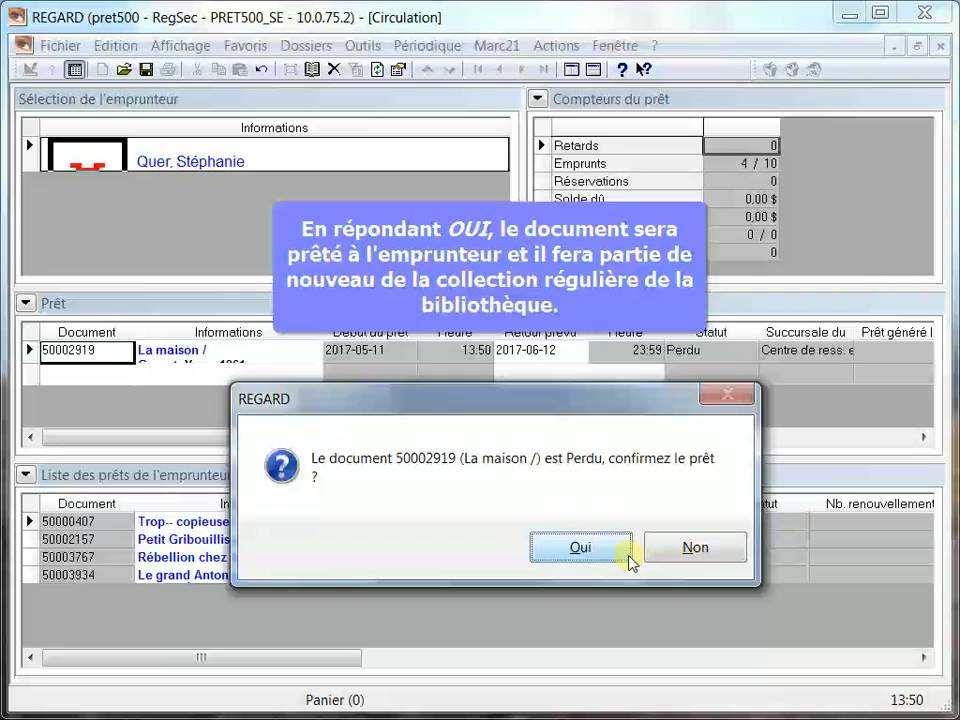 REGARD (pret500 - RegSec - PRET500_SE - 10.0.75.2) - [Circulation]
Fichier Edition Affichage Favoris Dossiers Outils Périodique Marc21 Actions Fenêtre ?
Sélection de l'emprunteur
Informations
Quer, Stéphanie
Compteurs du prêt
Retards 0
Emprunts 4 / 10
Réservations 0
Solde dû 0,00 $
0,00 $
0 / 0
0
En répondant OUI, le document sera
prêté à l'emprunteur et il fera partie de
nouveau de la collection régulière de la
bibliothèque.
Prêt
Document Informations Début du prêt Heure Retour prévu Heure Statut Succursale du Prêt généré
50002919 La maison / 2017-05-11 13:50 2017-06-12 23:59 Perdu Centre de ress. e
REGARD
Le document 50002919 (La maison /) est Perdu, confirmez le prêt
?
Oui Non
Liste des prêts de l'emprunteur
Document Nb. renouvellement
50000407 Trop-- copieuse
50002157 Petit Gribouillis
50003767 Rébellion chez
50003934 Le grand Anton
Panier (0) 13:50